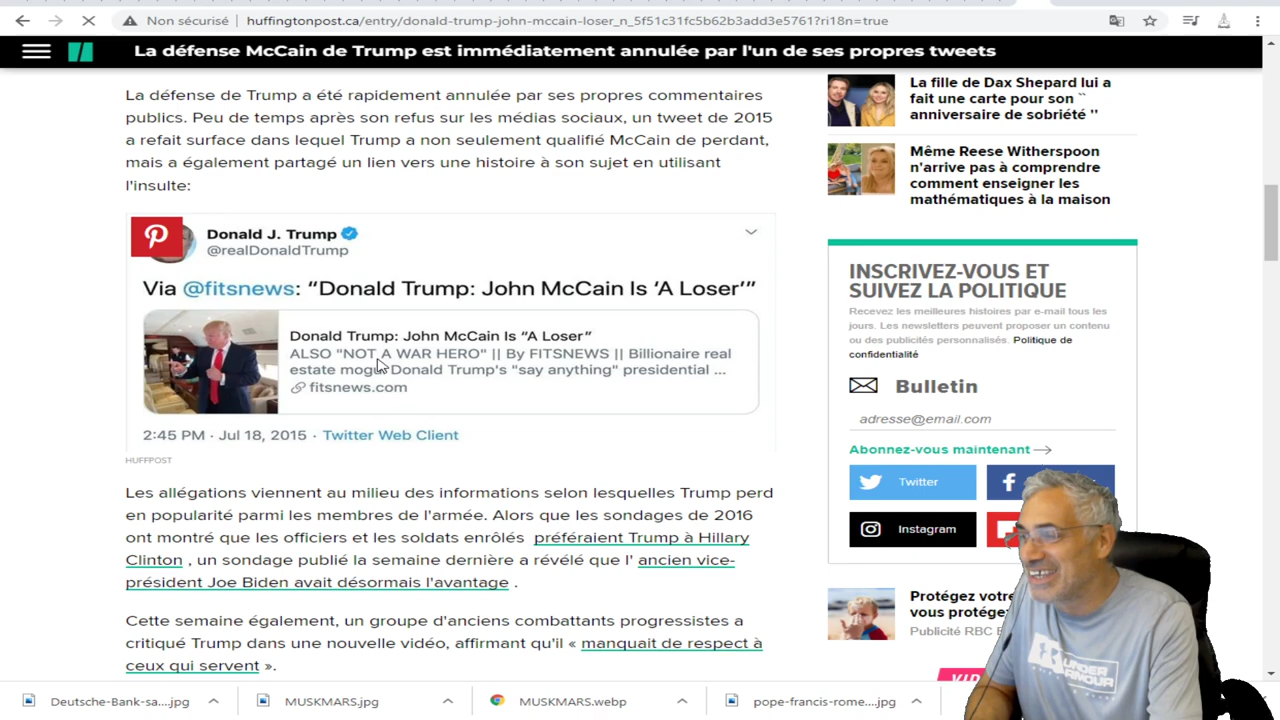 Non sécurisé
huffingtonpost.ca/entry/donald-trump-john-mccain-loser_n_5f51c31fc5b62b3add3e5761?ri18n=true
La défense McCain de Trump est immédiatement annulée par l'un de ses propres tweets
La défense de Trump a été rapidement annulée par ses propres commentaires
publics. Peu de temps après son refus sur les médias sociaux, un tweet de 2015
a refait surface dans lequel Trump a non seulement qualifié McCain de perdant,
mais a également partagé un lien vers une histoire à son sujet en utilisant
l'insulte:
Donald J. Trump
@realDonaldTrump
Via @fitsnews: “Donald Trump: John McCain Is ‘A Loser’”
Donald Trump: John McCain Is “A Loser”
ALSO "NOT A WAR HERO" || By FITSNEWS || Billionaire real
estate mogul Donald Trump's "say anything" presidential ...
fitsnews.com
2:45 PM · Jul 18, 2015 · Twitter Web Client
HUFFPOST
Les allégations viennent au milieu des informations selon lesquelles Trump perd
en popularité parmi les membres de l'armée. Alors que les sondages de 2016
ont montré que les officiers et les soldats enrôlés préféraient Trump à Hillary
Clinton , un sondage publié la semaine dernière a révélé que l' ancien vice-
président Joe Biden avait désormais l'avantage .
Cette semaine également, un groupe d'anciens combattants progressistes a
critiqué Trump dans une nouvelle vidéo, affirmant qu'il « manquait de respect à
ceux qui servent ».
La fille de Dax Shepard lui a
fait une carte pour son ``
anniversaire de sobriété ''
Même Reese Witherspoon
n'arrive pas à comprendre
comment enseigner les
mathématiques à la maison
INSCRIVEZ-VOUS ET
SUIVEZ LA POLITIQUE
Recevez les meilleures histoires par e-mail tous les
jours. Les newsletters peuvent proposer un contenu
ou des publicités personnalisés. Politique de
confidentialité
Bulletin
adresse@email.com
Abonnez-vous maintenant
Twitter
Instagram
Protégez votre
vous protége
Publicité RBC
VID
UNDER
ARMOUR
Deutsche-Bank-sa....jpg
MUSKMARS.jpg
MUSKMARS.webp
pope-francis-rome....jpg